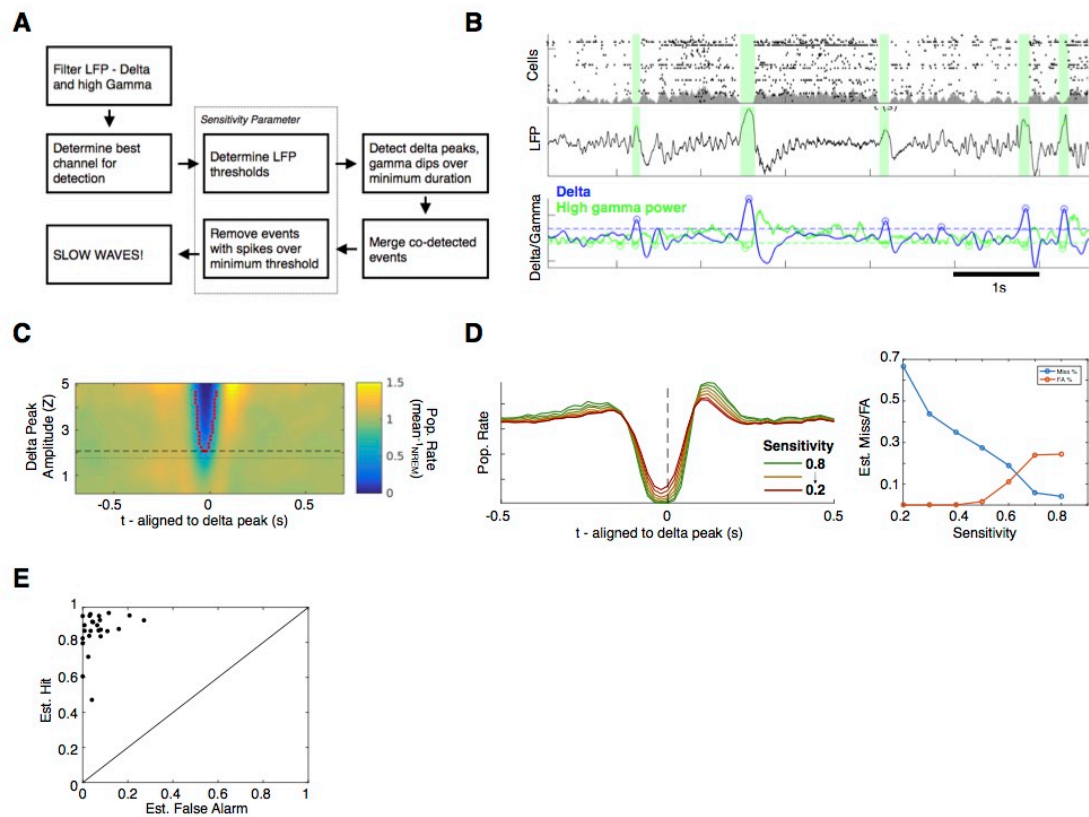 A
Filter LFP - Delta
and high Gamma
Determine best
channel for
detection
Sensitivity Parameter
Determine LFP
thresholds
Detect delta peaks,
gamma dips over
minimum duration
Merge co-detected
events
Remove events
with spikes over
minimum threshold
SLOW WAVES!
B
Cells
LFP
Delta
High gamma power
Delta/Gamma
1s
C
Delta Peak
Amplitude (Z)
5
4
3
2
1
-0.5
0
0.5
t - aligned to delta peak (s)
1.5
1
0.5
0
Pop. Rate
(mean⁻NREM)
D
Pop. Rate
Sensitivity
0.8
0.2
-0.5
0
0.5
t - aligned to delta peak (s)
Est. Miss/FA
0.7
0.5
0.3
0.1
Miss %
FA %
0.2
0.4
0.6
0.8
Sensitivity
E
Est. Hit
1
0.8
0.6
0.4
0.2
0
0
0.2
0.4
0.6
0.8
1
Est. False Alarm